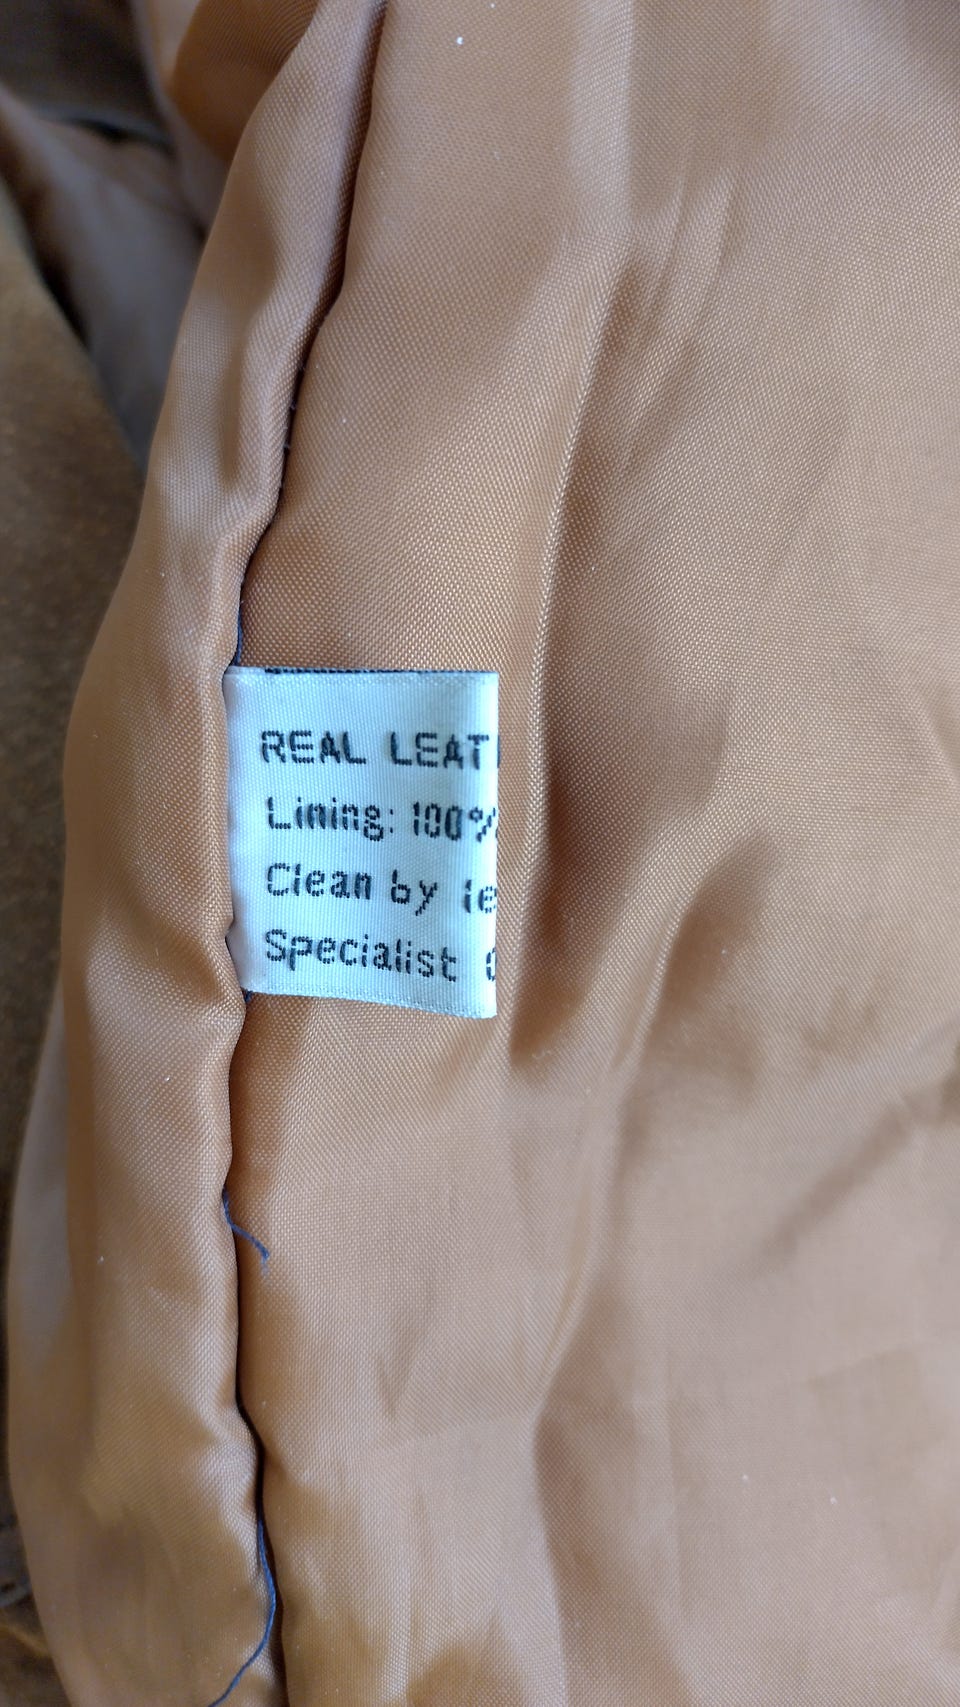 REAL LEAT
Lining: 100%
Clean by le
Specialist